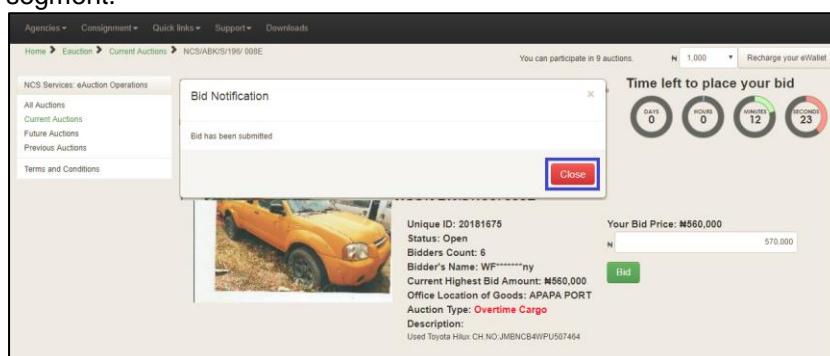 segment.
Agencies Consignment Quick links Support Downloads
Home Eauction Current Auctions NCS/ABK/S/196/ 008E
You can participate in 9 auctions. ₦ 1,000 Recharge your eWallet
NCS Services: eAuction Operations
All Auctions
Current Auctions
Future Auctions
Previous Auctions
Terms and Conditions
Bid Notification ×
Bid has been submitted
Close
Time left to place your bid
DAYS 0 HOURS 0 MINUTES 12 SECONDS 23
Unique ID: 20181675
Status: Open
Bidders Count: 6
Bidder's Name: WF*******ny
Current Highest Bid Amount: ₦560,000
Office Location of Goods: APAPA PORT
Auction Type: Overtime Cargo
Description:
Used Toyota Hilux CH.NO:JMBNCB4WPU507464
Your Bid Price: ₦560,000
₦ 570,000
Bid